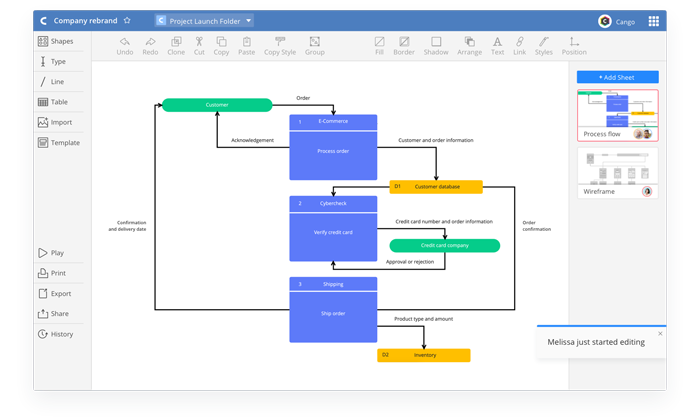 C Company rebrand
C Project Launch Folder
Cango
Shapes
Type
Line
Table
Import
Template
Play
Print
Export
Share
History
Undo
Redo
Clone
Cut
Copy
Paste
Copy Style
Group
Fill
Border
Shadow
Arrange
Text
Link
Styles
Position
Customer
Order
1 E-Commerce
Process order
Acknowledgement
Customer and order information
D1 Customer database
2 Cybercheck
Verify credit card
Credit card number and order information
Credit card company
Approval or rejection
Confirmation
and delivery date
Order
confirmation
3 Shipping
Ship order
Product type and amount
D2 Inventory
+ Add Sheet
Process flow
Wireframe
Melissa just started editing